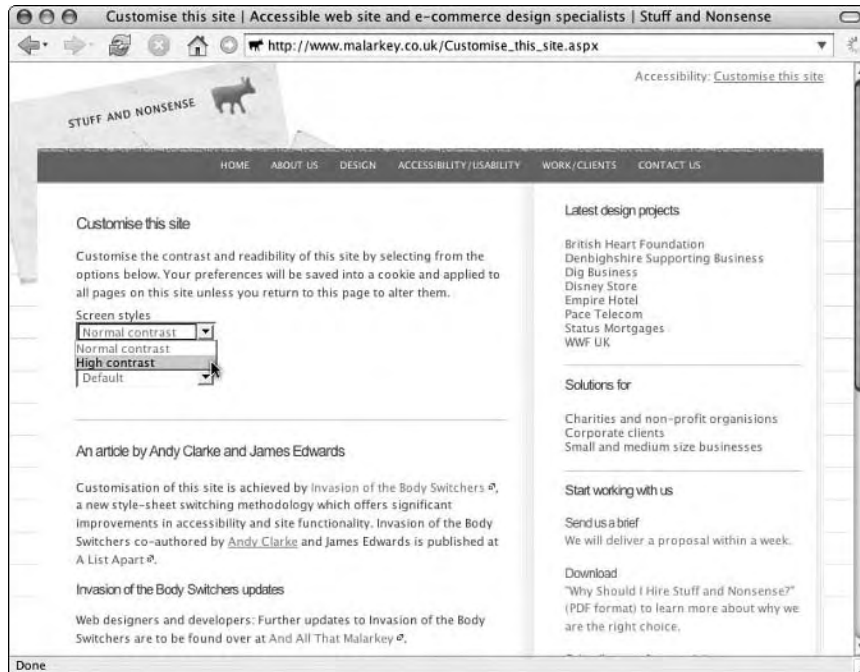 Customise this site | Accessible web site and e-commerce design specialists | Stuff and Nonsense
http://www.malarkey.co.uk/Customise_this_site.aspx
Accessibility: Customise this site
STUFF AND NONSENSE
HOME ABOUT US DESIGN ACCESSIBILITY/USABILITY WORK/CLIENTS CONTACT US
Customise this site
Customise the contrast and readibility of this site by selecting from the
options below. Your preferences will be saved into a cookie and applied to
all pages on this site unless you return to this page to alter them.
Screen styles
Normal contrast
Normal contrast
High contrast
Default
An article by Andy Clarke and James Edwards
Customisation of this site is achieved by Invasion of the Body Switchers,
a new style-sheet switching methodology which offers significant
improvements in accessibility and site functionality. Invasion of the Body
Switchers co-authored by Andy Clarke and James Edwards is published at
A List Apart.
Invasion of the Body Switchers updates
Web designers and developers: Further updates to Invasion of the Body
Switchers are to be found over at And All That Malarkey.
Latest design projects
British Heart Foundation
Denbighshire Supporting Business
Dig Business
Disney Store
Empire Hotel
Pace Telecom
Status Mortgages
WWF UK
Solutions for
Charities and non-profit organisions
Corporate clients
Small and medium size businesses
Start working with us
Send us a brief
We will deliver a proposal within a week.
Download
"Why Should I Hire Stuff and Nonsense?"
(PDF format) to learn more about why we
are the right choice.
Done